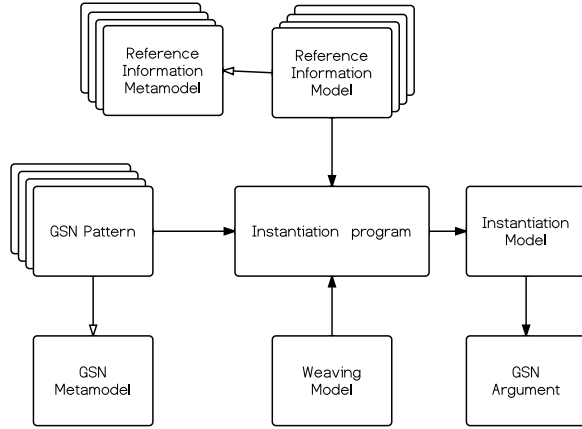 Reference
Information
Metamodel
Reference
Information
Model
GSN Pattern
Instantiation program
Instantiation
Model
GSN
Metamodel
Weaving
Model
GSN
Argument